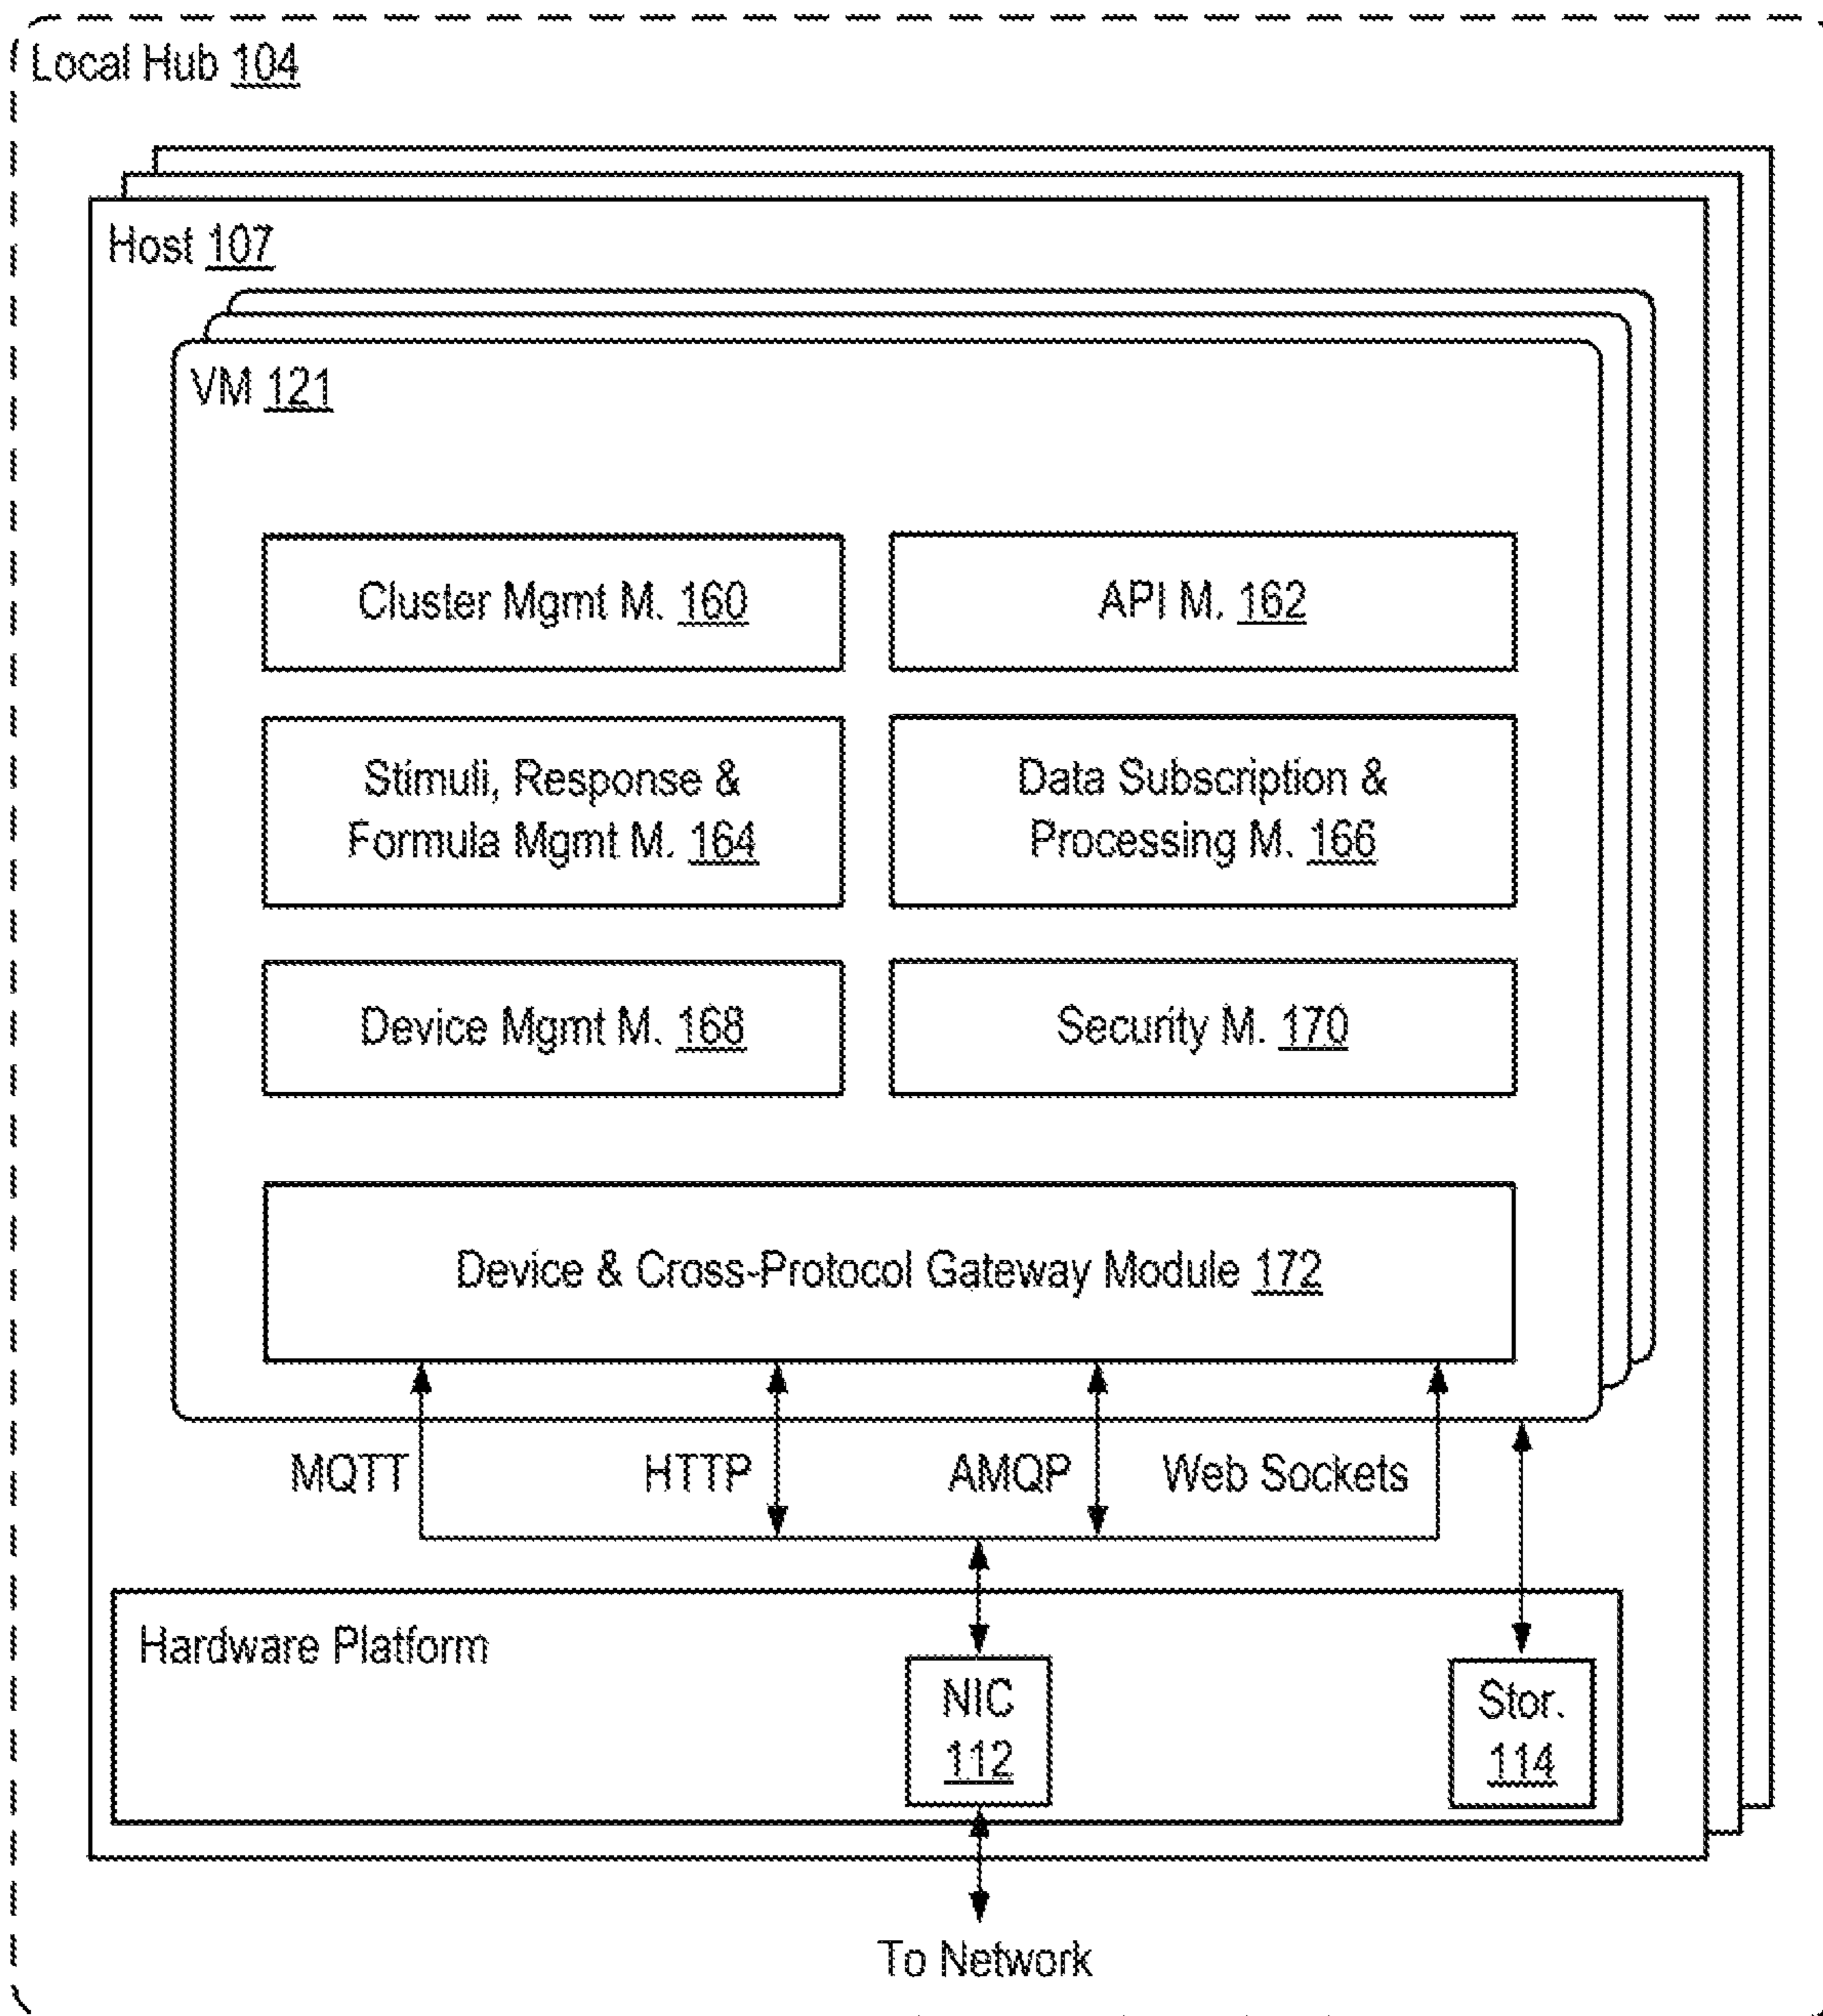 Local Hub 104
Host 107
VM 121
Cluster Mgmt M. 160
API M. 162
Stimuli, Response &
Formula Mgmt M. 164
Data Subscription &
Processing M. 166
Device Mgmt M. 168
Security M. 170
Device & Cross-Protocol Gateway Module 172
MQTT
HTTP
AMQP
Web Sockets
Hardware Platform
NIC
112
Stor.
114
To Network